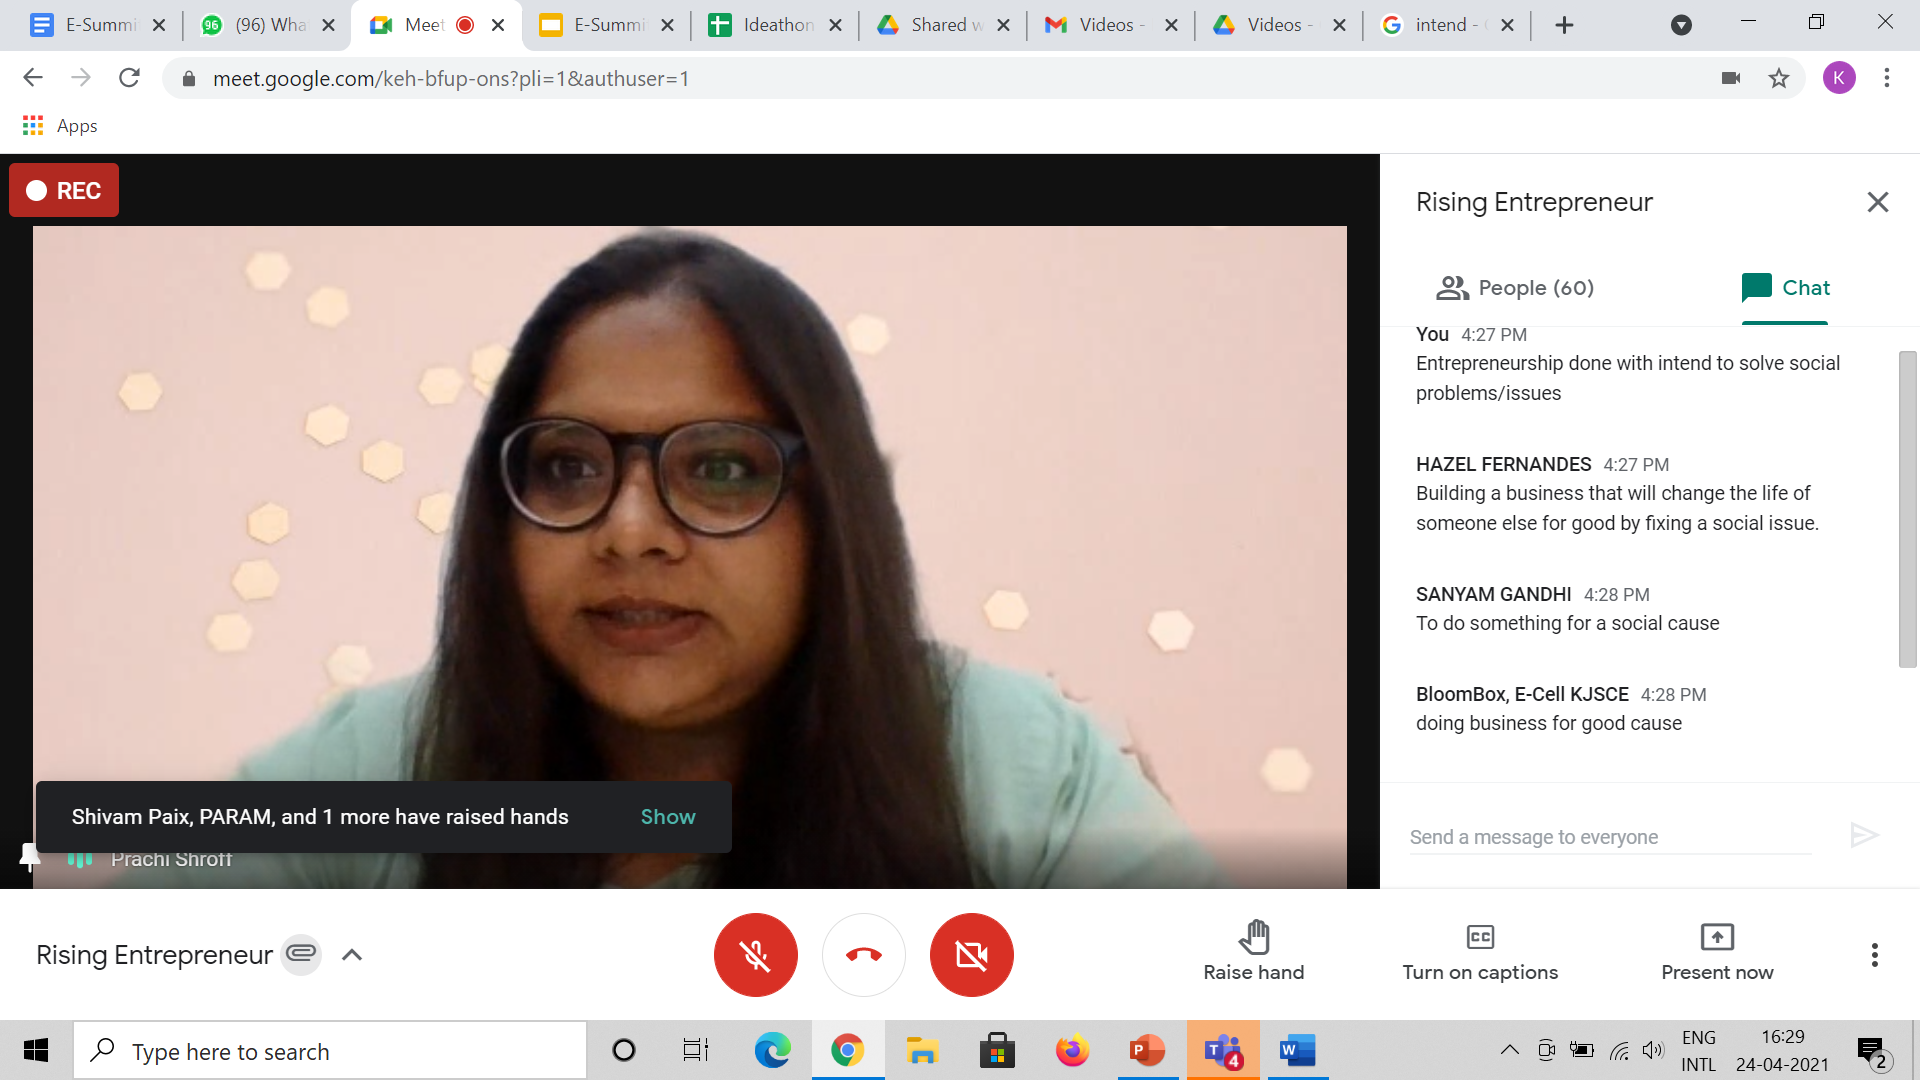 E-Summi
(96) Wha
Meet
E-Summi
Ideathon
Shared w
Videos -
Videos -
intend -
meet.google.com/keh-bfup-ons?pli=1&authuser=1
K
Apps
REC
Rising Entrepreneur
People (60)
Chat
You 4:27 PM
Entrepreneurship done with intend to solve social
problems/issues
HAZEL FERNANDES 4:27 PM
Building a business that will change the life of
someone else for good by fixing a social issue.
SANYAM GANDHI 4:28 PM
To do something for a social cause
BloomBox, E-Cell KJSCE 4:28 PM
doing business for good cause
Send a message to everyone
Shivam Paix, PARAM, and 1 more have raised hands Show
Prachi Shroff
Rising Entrepreneur
Raise hand
Turn on captions
Present now
Type here to search
4
ENG
INTL
16:29
24-04-2021
2